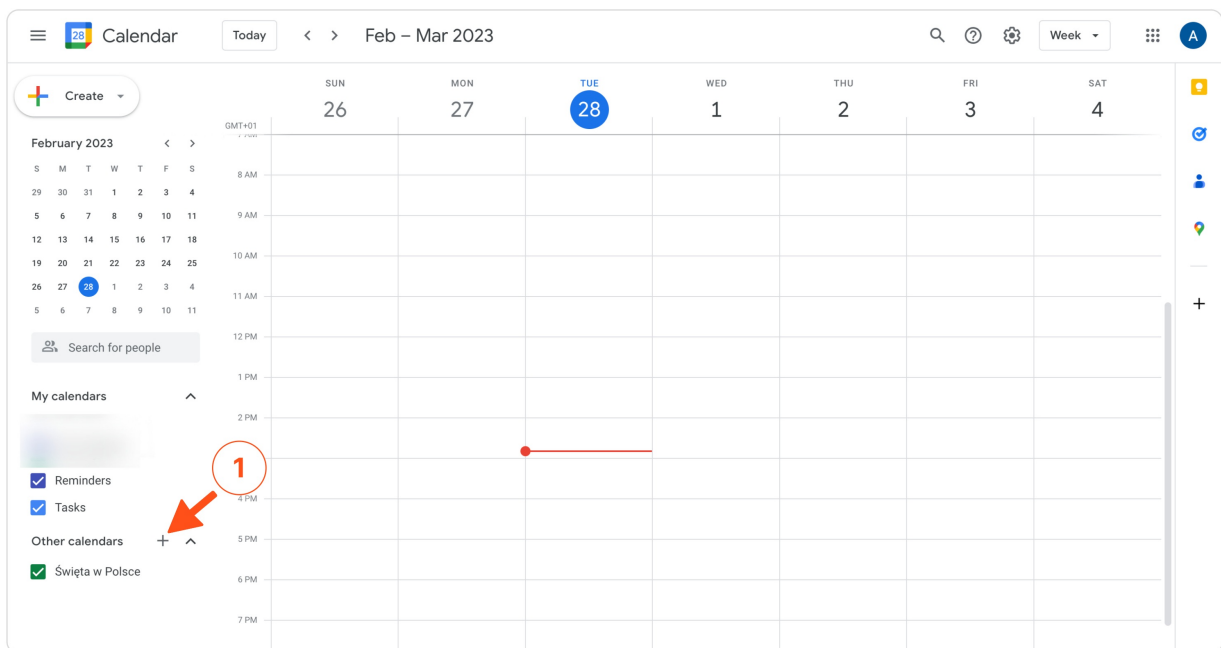 28 Calendar Today Feb – Mar 2023 Week A
Create
SUN MON TUE WED THU FRI SAT
26 27 28 1 2 3 4
GMT+01
February 2023
S M T W T F S
29 30 31 1 2 3 4
5 6 7 8 9 10 11
12 13 14 15 16 17 18
19 20 21 22 23 24 25
26 27 28 1 2 3 4
5 6 7 8 9 10 11
Search for people
My calendars
Reminders
Tasks
Other calendars
Święta w Polsce
8 AM
9 AM
10 AM
11 AM
12 PM
1 PM
2 PM
1
4 PM
5 PM
6 PM
7 PM